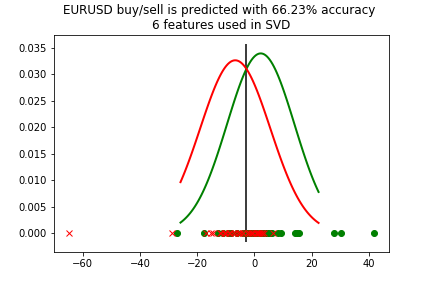 EURUSD buy/sell is predicted with 66.23% accuracy
6 features used in SVD
0.035
0.030
0.025
0.020
0.015
0.010
0.005
0.000
−60 −40 −20 0 20 40